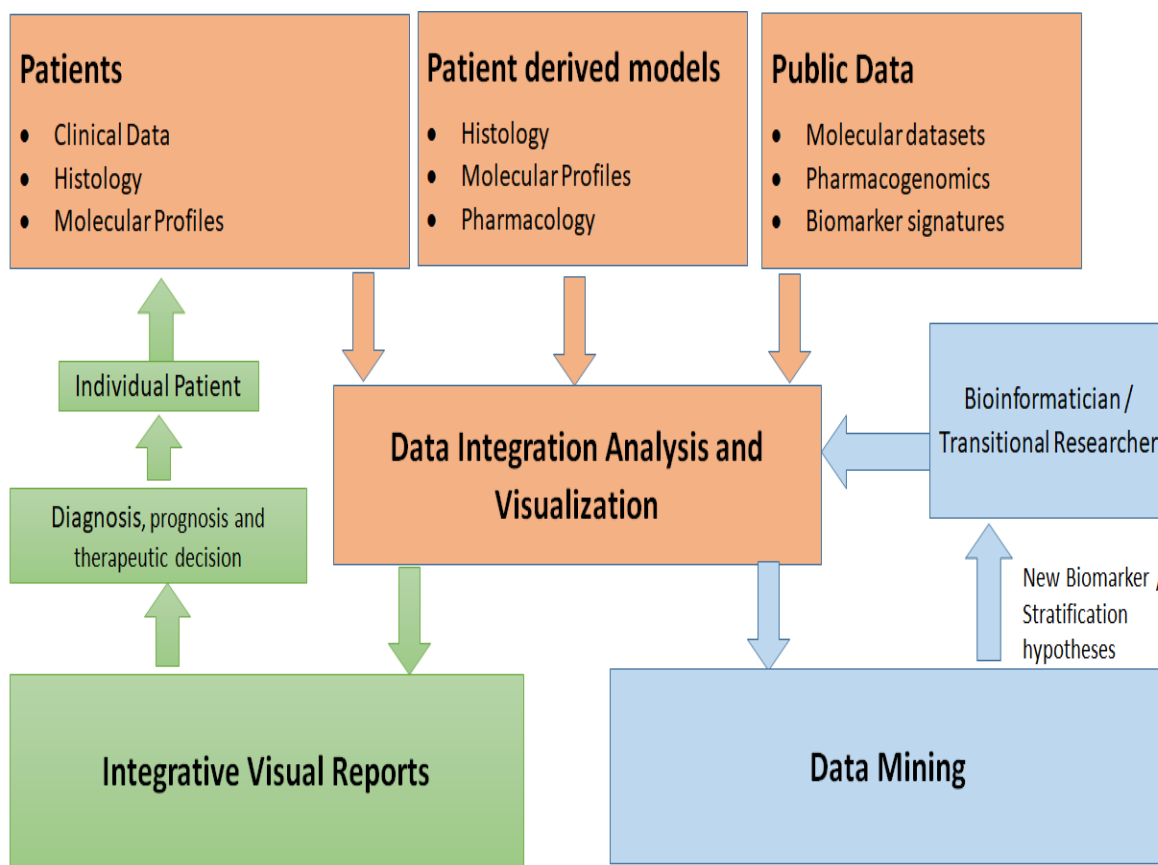 Patients
• Clinical Data
• Histology
• Molecular Profiles
Patient derived models
• Histology
• Molecular Profiles
• Pharmacology
Public Data
• Molecular datasets
• Pharmacogenomics
• Biomarker signatures
Individual Patient
Diagnosis, prognosis and
therapeutic decision
Data Integration Analysis and
Visualization
Bioinformatician /
Transitional Researcher
New Biomarker /
Stratification
hypotheses
Integrative Visual Reports
Data Mining